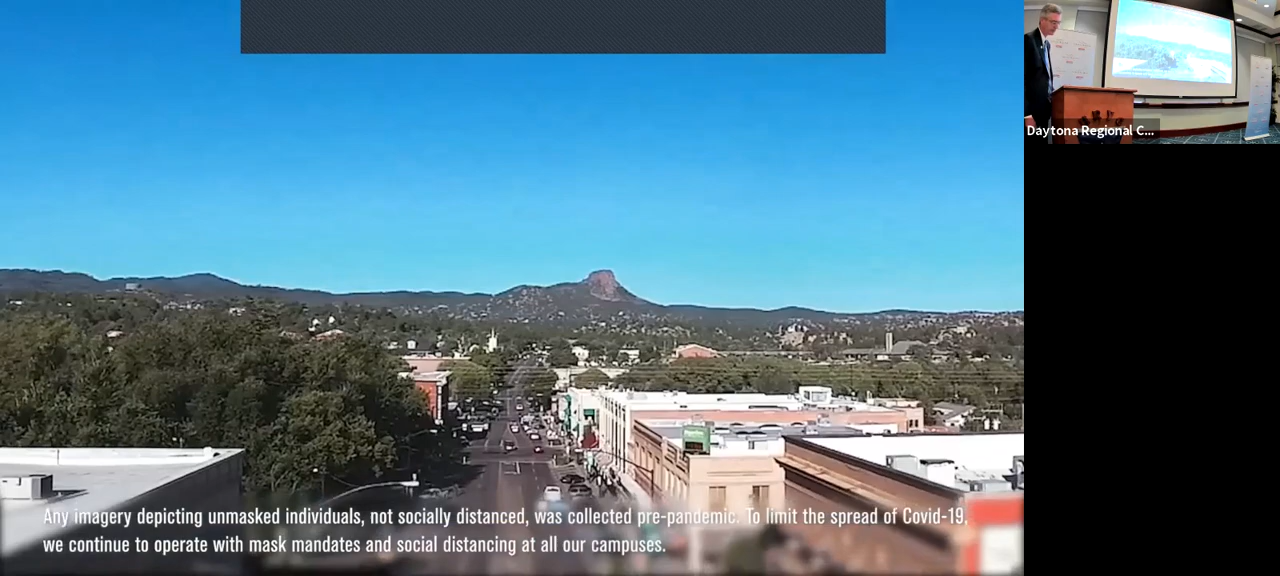 Daytona Regional C...
Any imagery depicting unmasked individuals, not socially distanced, was collected pre-pandemic. To limit the spread of Covid-19,
we continue to operate with mask mandates and social distancing at all our campuses.